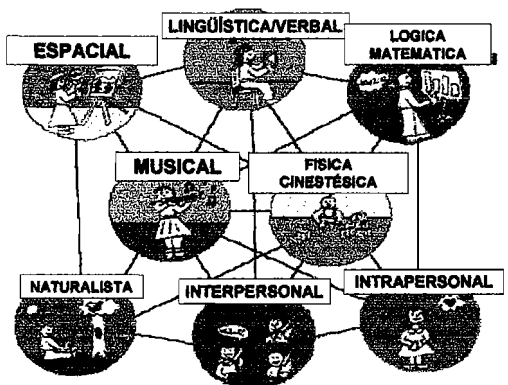 LINGÜÍSTICA/VERBAL
ESPACIAL
LOGICA
MATEMATICA
MUSICAL
FISICA
CINESTÉSICA
NATURALISTA
INTERPERSONAL
INTRAPERSONAL